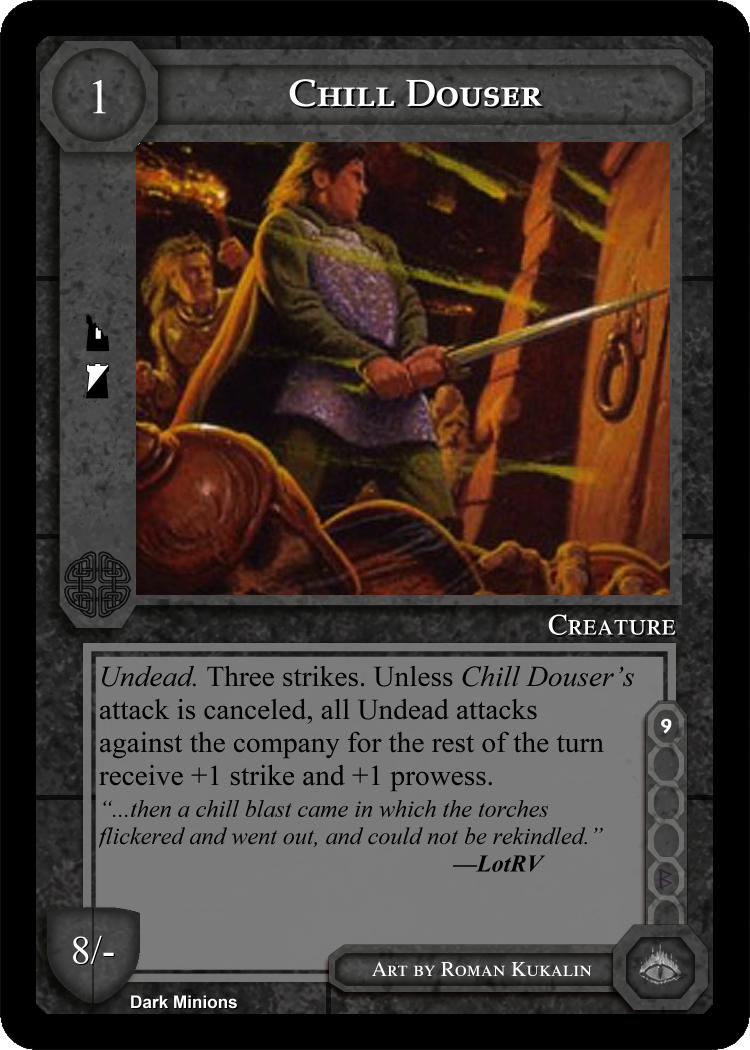 1
Chill Douser
Creature
Undead. Three strikes. Unless Chill Douser’s
attack is canceled, all Undead attacks
against the company for the rest of the turn
receive +1 strike and +1 prowess.
“...then a chill blast came in which the torches
flickered and went out, and could not be rekindled.”
—LotRV
9
B
8/-
Art by Roman Kukalin
Dark Minions